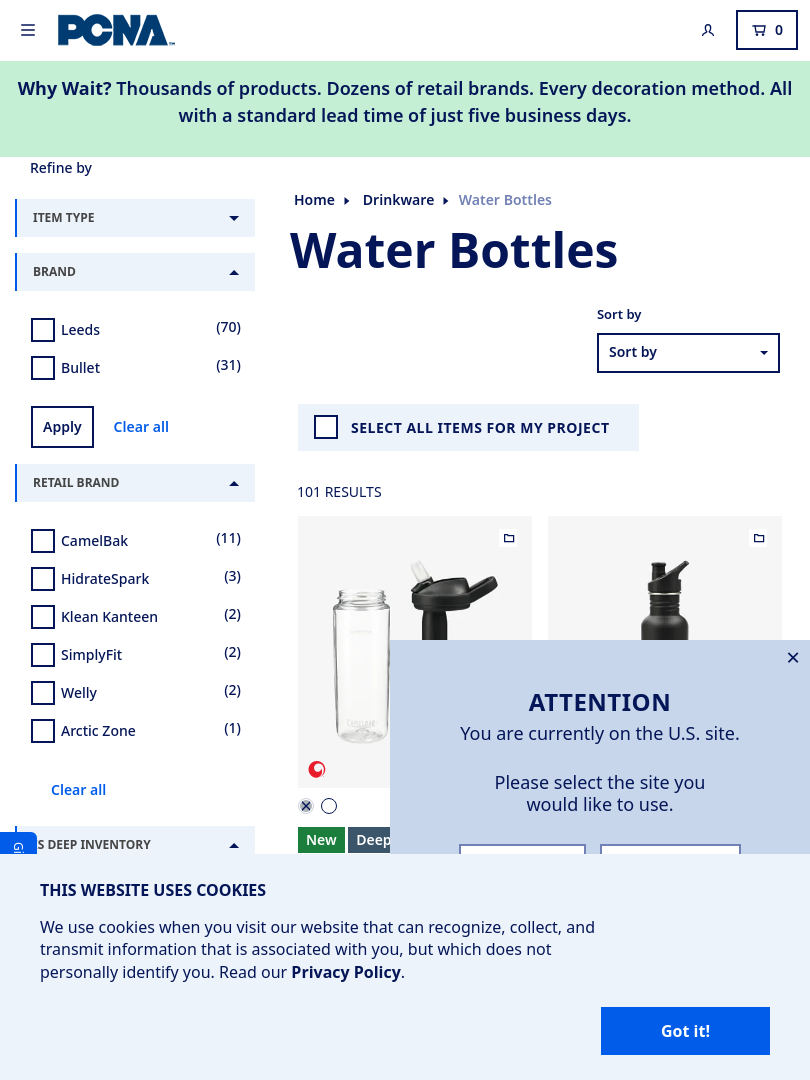 PCNA
0
Why Wait? Thousands of products. Dozens of retail brands. Every decoration method. All
with a standard lead time of just five business days.
Refine by
ITEM TYPE
BRAND
Leeds (70)
Bullet (31)
Apply Clear all
RETAIL BRAND
CamelBak (11)
HidrateSpark (3)
Klean Kanteen (2)
SimplyFit (2)
Welly (2)
Arctic Zone (1)
Clear all
DEEP INVENTORY
Home Drinkware Water Bottles
Water Bottles
Sort by
Sort by
SELECT ALL ITEMS FOR MY PROJECT
101 RESULTS
New Deep
ATTENTION
You are currently on the U.S. site.
Please select the site you
would like to use.
THIS WEBSITE USES COOKIES
We use cookies when you visit our website that can recognize, collect, and
transmit information that is associated with you, but which does not
personally identify you. Read our Privacy Policy.
Got it!